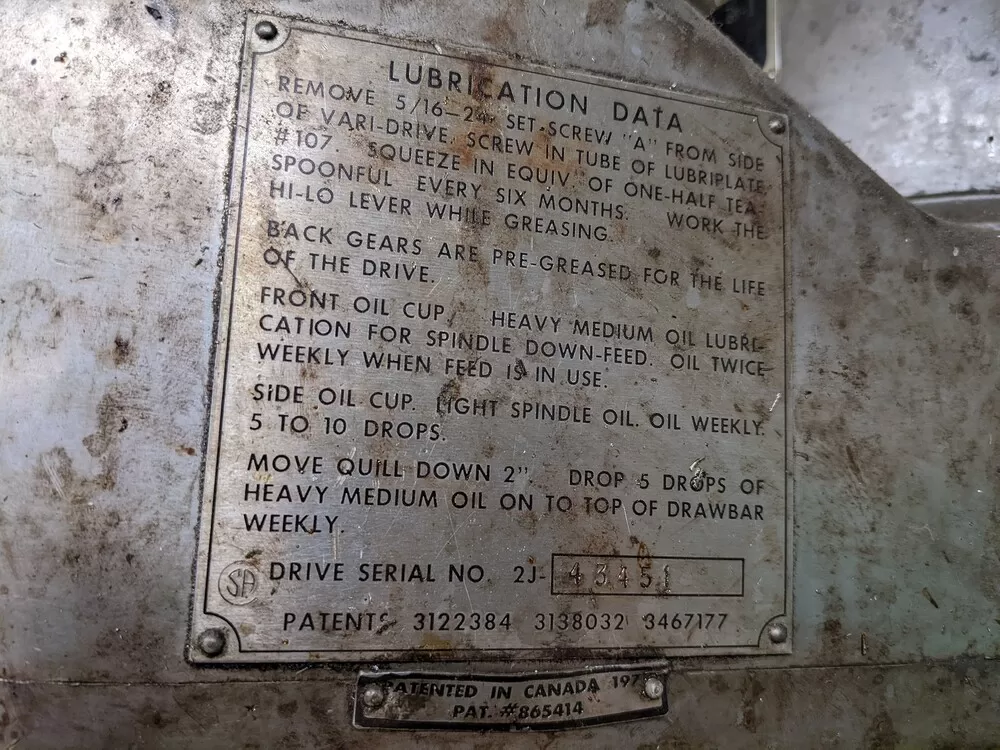 LUBRICATION DATA
REMOVE 5/16-24 SET-SCREW "A" FROM SIDE
OF VARI-DRIVE. SCREW IN TUBE OF LUBRIPLATE
#107. SQUEEZE IN EQUIV. OF ONE-HALF TEA-
SPOONFUL EVERY SIX MONTHS. WORK THE
HI-LO LEVER WHILE GREASING.
BACK GEARS ARE PRE-GREASED FOR THE LIFE
OF THE DRIVE.
FRONT OIL CUP. HEAVY MEDIUM OIL LUBRI-
CATION FOR SPINDLE DOWN-FEED. OIL TWICE
WEEKLY WHEN FEED IS IN USE.
SIDE OIL CUP. LIGHT SPINDLE OIL. OIL WEEKLY.
5 TO 10 DROPS.
MOVE QUILL DOWN 2". DROP 5 DROPS OF
HEAVY MEDIUM OIL ON TO TOP OF DRAWBAR
WEEKLY.
SA DRIVE SERIAL NO. 2J- 43451
PATENTS 3122384 3138032 3467177
PATENTED IN CANADA
PAT. #865414